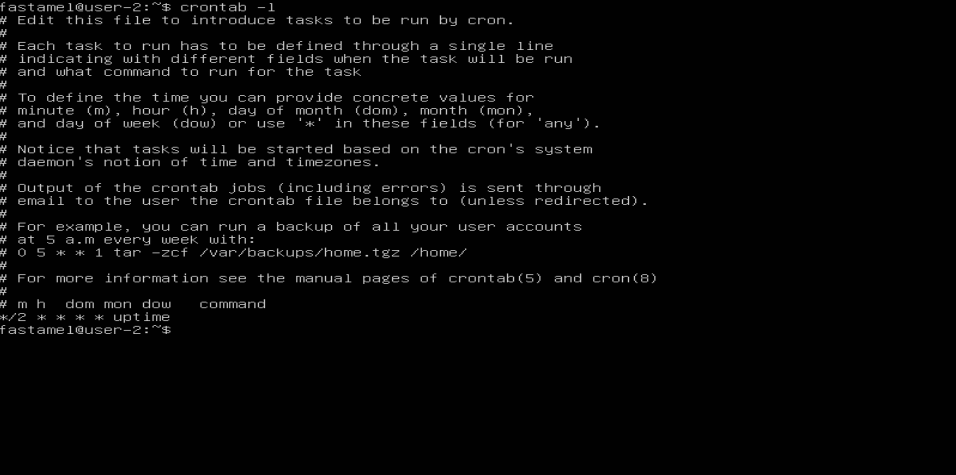 fastamel@user-2:~$ crontab -l
# Edit this file to introduce tasks to be run by cron.
#
# Each task to run has to be defined through a single line
# indicating with different fields when the task will be run
# and what command to run for the task
#
# To define the time you can provide concrete values for
# minute (m), hour (h), day of month (dom), month (mon),
# and day of week (dow) or use '*' in these fields (for 'any').
#
# Notice that tasks will be started based on the cron's system
# daemon's notion of time and timezones.
#
# Output of the crontab jobs (including errors) is sent through
# email to the user the crontab file belongs to (unless redirected).
#
# For example, you can run a backup of all your user accounts
# at 5 a.m every week with:
# 0 5 * * 1 tar -zcf /var/backups/home.tgz /home/
#
# For more information see the manual pages of crontab(5) and cron(8)
#
# m h  dom mon dow   command
*/2 * * * * uptime
fastamel@user-2:~$